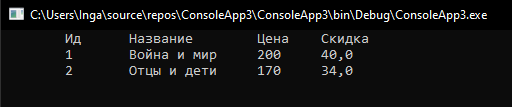 C:\Users\Inga\source\repos\ConsoleApp3\ConsoleApp3\bin\Debug\ConsoleApp3.exe
Ид Название Цена Скидка
1 Война и мир 200 40,0
2 Отцы и дети 170 34,0